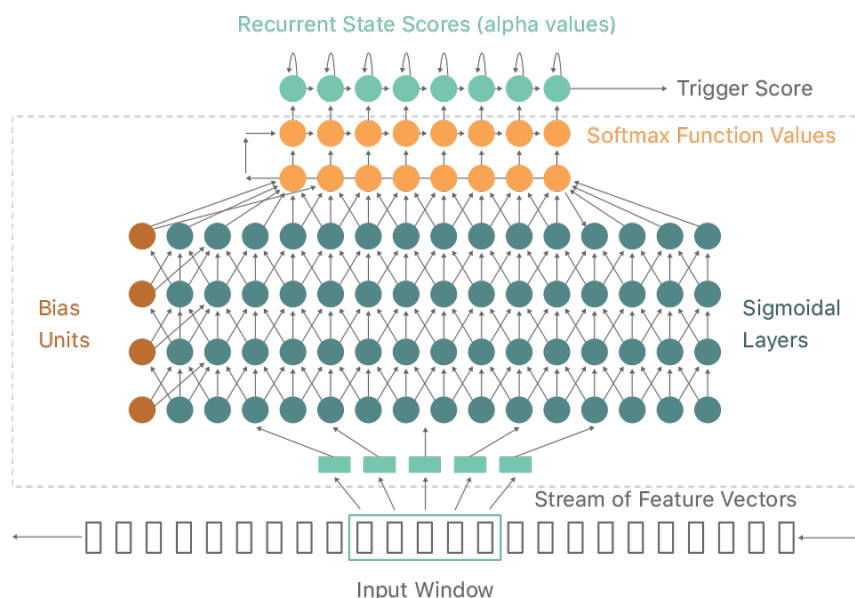 Recurrent State Scores (alpha values)
Trigger Score
Softmax Function Values
Bias
Units
Sigmoidal
Layers
Stream of Feature Vectors
Input Window